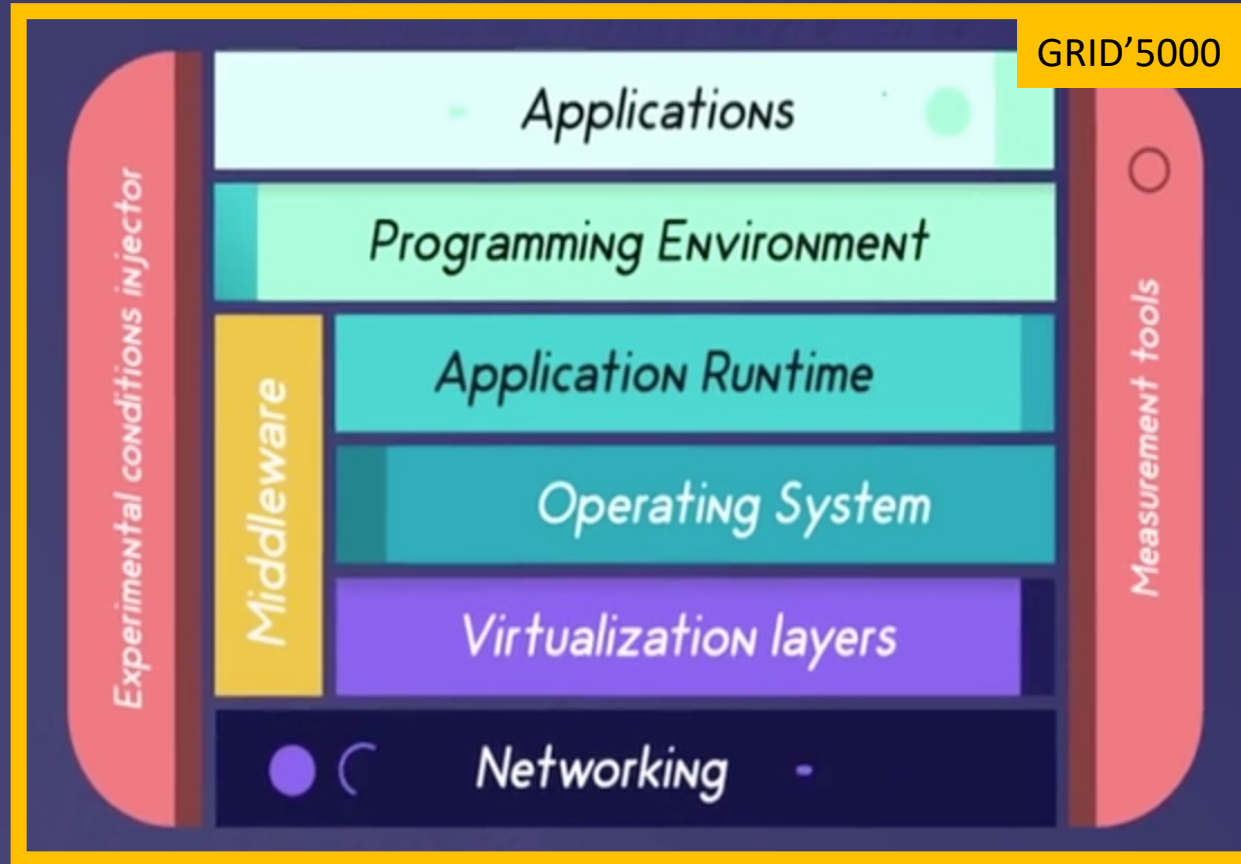 GRID’5000
Applications
Programming Environment
Application Runtime
Operating System
Virtualization layers
Networking
Middleware
Experimental conditions injector
Measurement tools